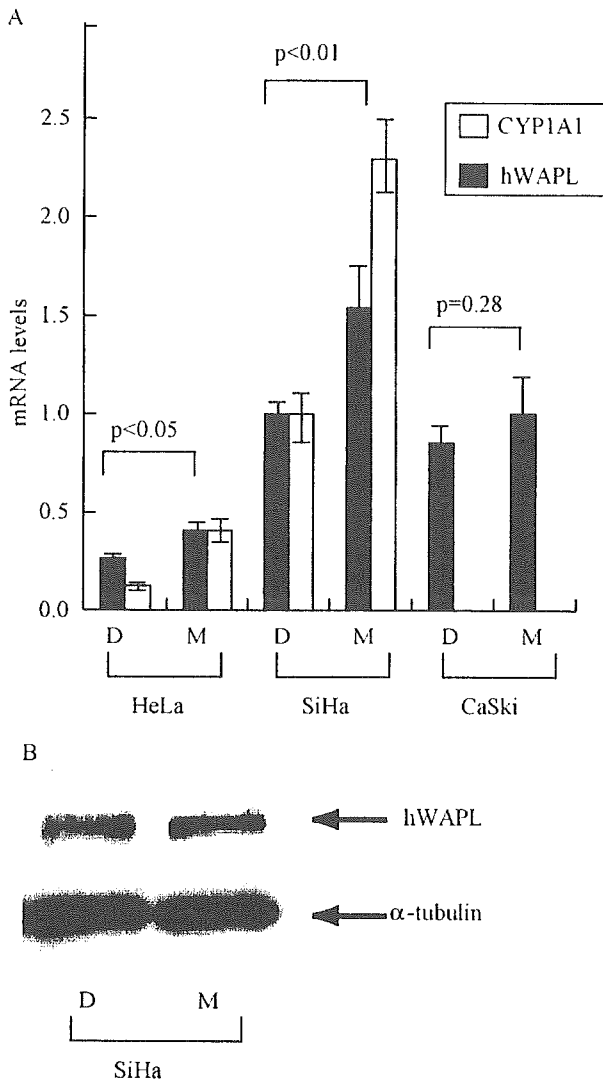 A
p<0.01
2.5
CYP1A1
hWAPL
2.0
mRNA levels
p=0.28
1.5
p<0.05
1.0
0.5
0.0
D M D M D M
HeLa SiHa CaSki
B
hWAPL
α-tubulin
D M
SiHa